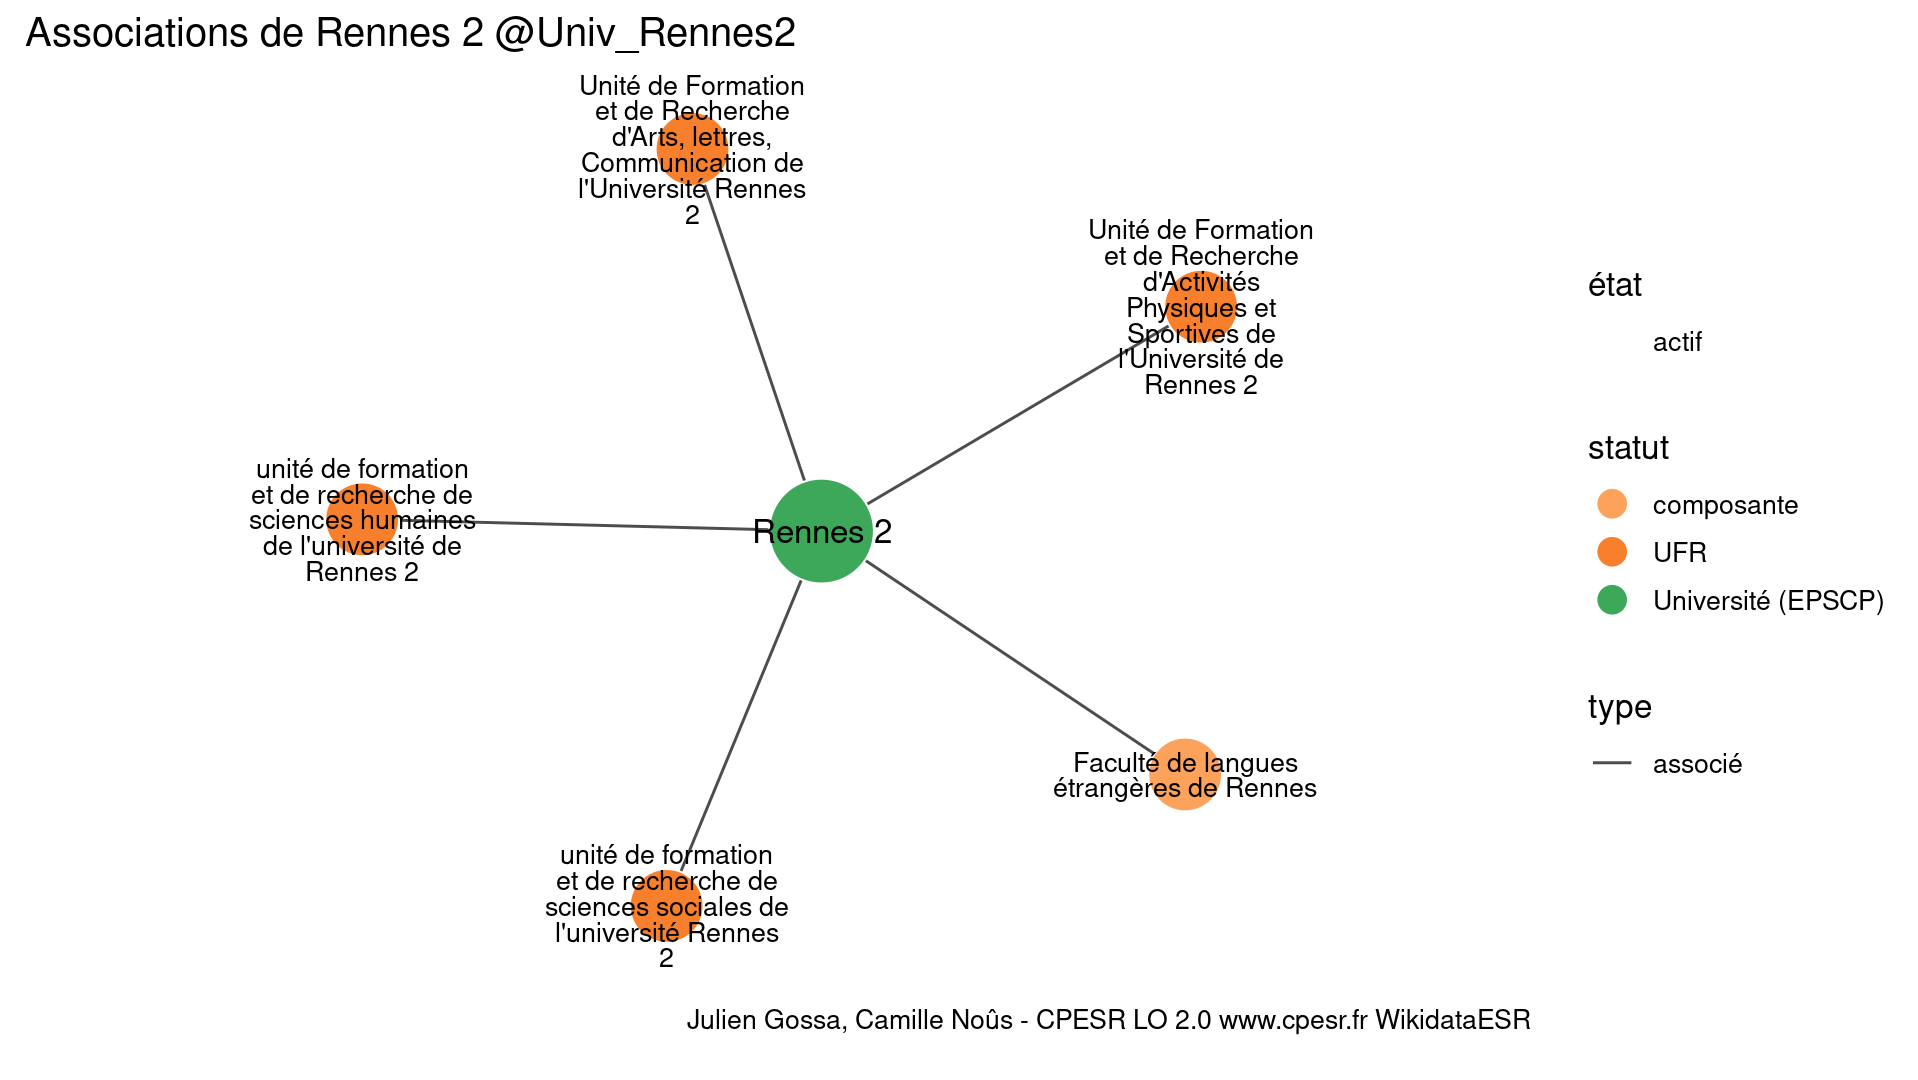 Associations de Rennes 2 @Univ_Rennes2
Unité de Formation
et de Recherche
d'Arts, lettres,
Communication de
l'Université Rennes
2
Unité de Formation
et de Recherche
d'Activités
Physiques et
Sportives de
l'Université de
Rennes 2
unité de formation
et de recherche de
sciences humaines
de l'université de
Rennes 2
Rennes 2
Faculté de langues
étrangères de Rennes
unité de formation
et de recherche de
sciences sociales de
l'université Rennes
2
état
actif
statut
composante
UFR
Université (EPSCP)
type
associé
Julien Gossa, Camille Noûs - CPESR LO 2.0 www.cpesr.fr WikidataESR